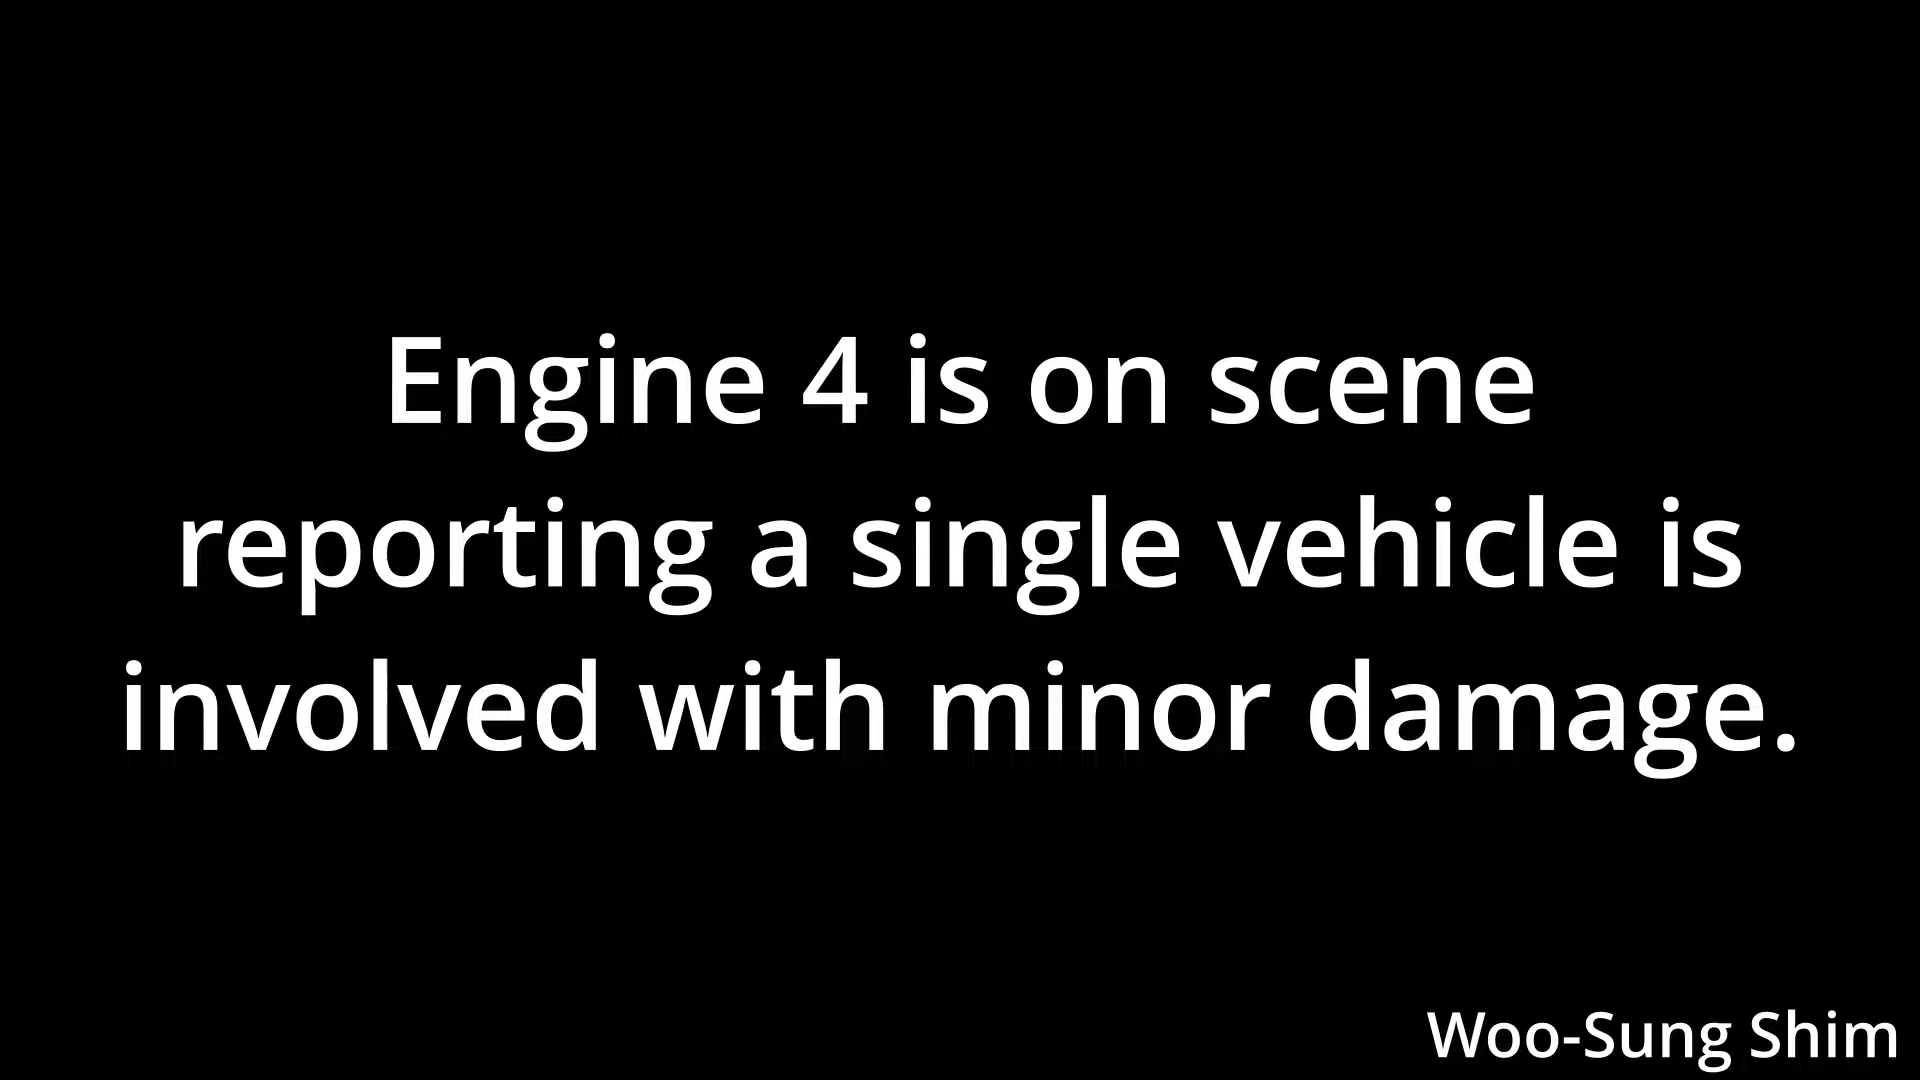 Engine 4 is on scene
reporting a single vehicle is
involved with minor damage.
Woo-Sung Shim